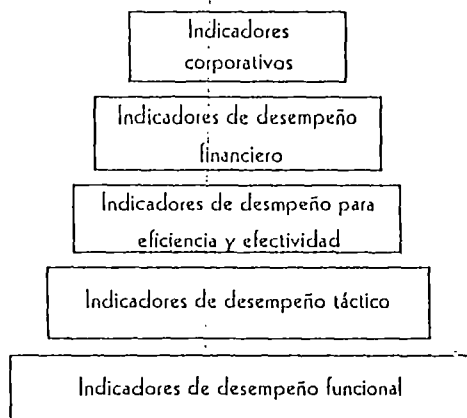 Indicadores
corporativos
Indicadores de desempeño
financiero
Indicadores de desmpeño para
eficiencia y efectividad
Indicadores de desempeño táctico
Indicadores de desempeño funcional